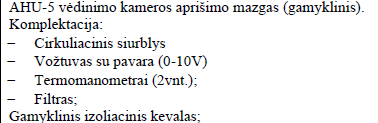 AHU-5 vėdinimo kameros aprišimo mazgas (gamyklinis).
Komplektacija:
– Cirkuliacinis siurblys
– Vožtuvas su pavara (0-10V)
– Termomanometrai (2vnt.);
– Filtras;
Gamyklinis izoliacinis kevalas;